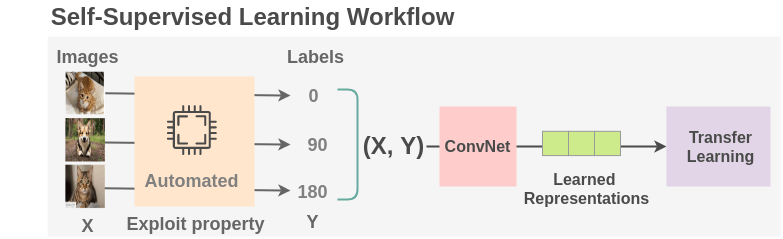 Self-Supervised Learning Workflow
Images
Labels
0
90
180
Automated
X
Exploit property
Y
(X, Y)
ConvNet
Learned
Representations
Transfer
Learning